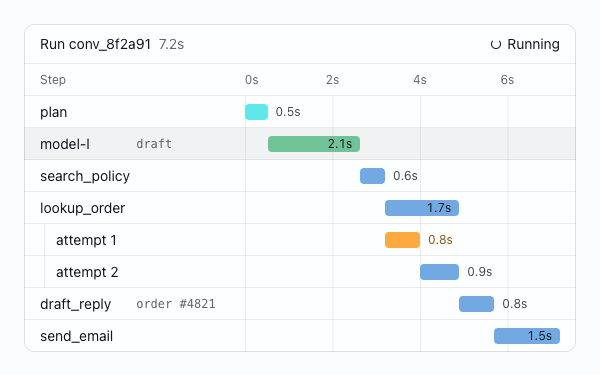 Run conv_8f2a91 7.2s Running
Step 0s 2s 4s 6s
plan 0.5s
model-l draft 2.1s
search_policy 0.6s
lookup_order 1.7s
attempt 1 0.8s
attempt 2 0.9s
draft_reply order #4821 0.8s
send_email 1.5s